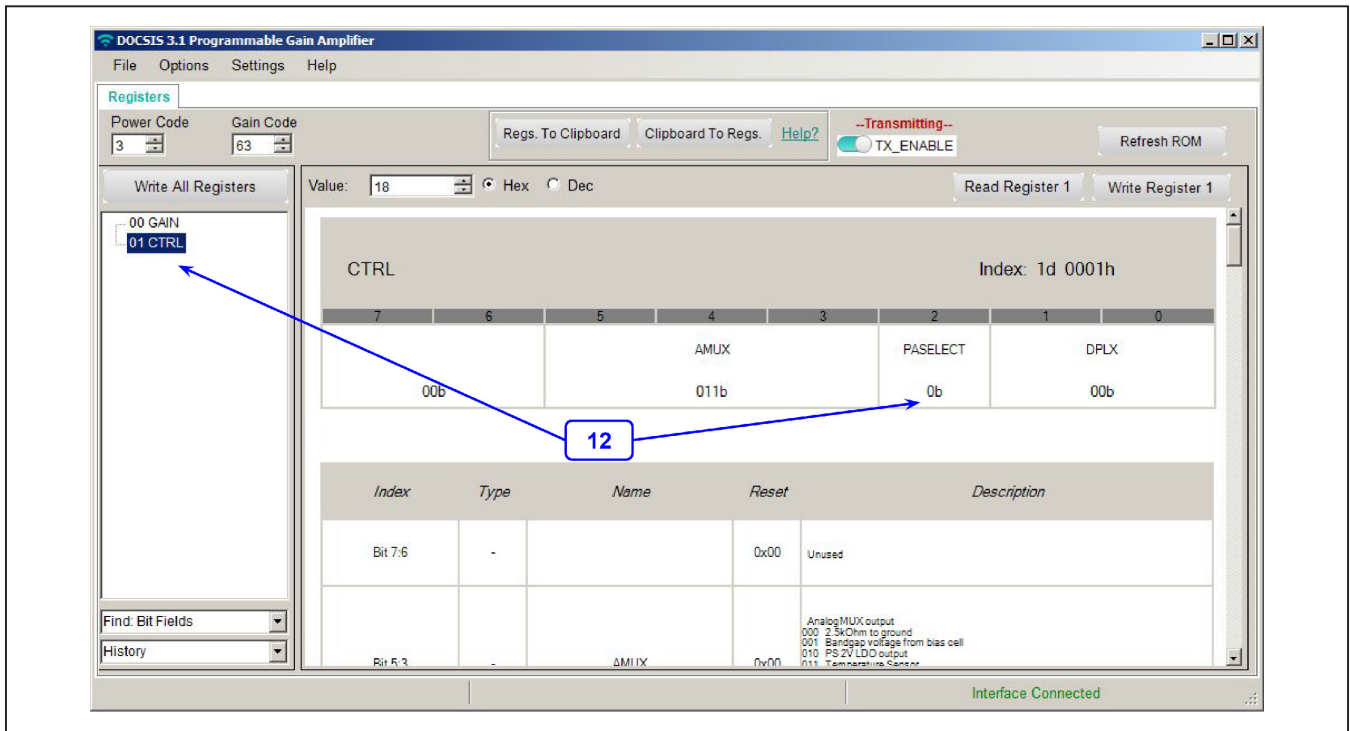 DOCSIS 3.1 Programmable Gain Amplifier
File Options Settings Help
Registers
Power Code Gain Code
3 63
Regs. To Clipboard Clipboard To Regs. Help?
--Transmitting--
TX_ENABLE
Refresh ROM
Write All Registers
Value: 18 Hex Dec
Read Register 1 Write Register 1
00 GAIN
01 CTRL
CTRL Index: 1d 0001h
7 6 5 4 3 2 1 0
AMUX PASELECT DPLX
00b 011b 0b 00b
12
Index Type Name Reset Description
Bit 7:6 - 0x00 Unused
Analog MUX output
000 2.5kOhm to ground
001 Bandgap voltage from bias cell
010 PS 2V LDO output
Bit 5:3 - AMUX 0x00 011 Temperature Sensor
Find: Bit Fields
History
Interface Connected